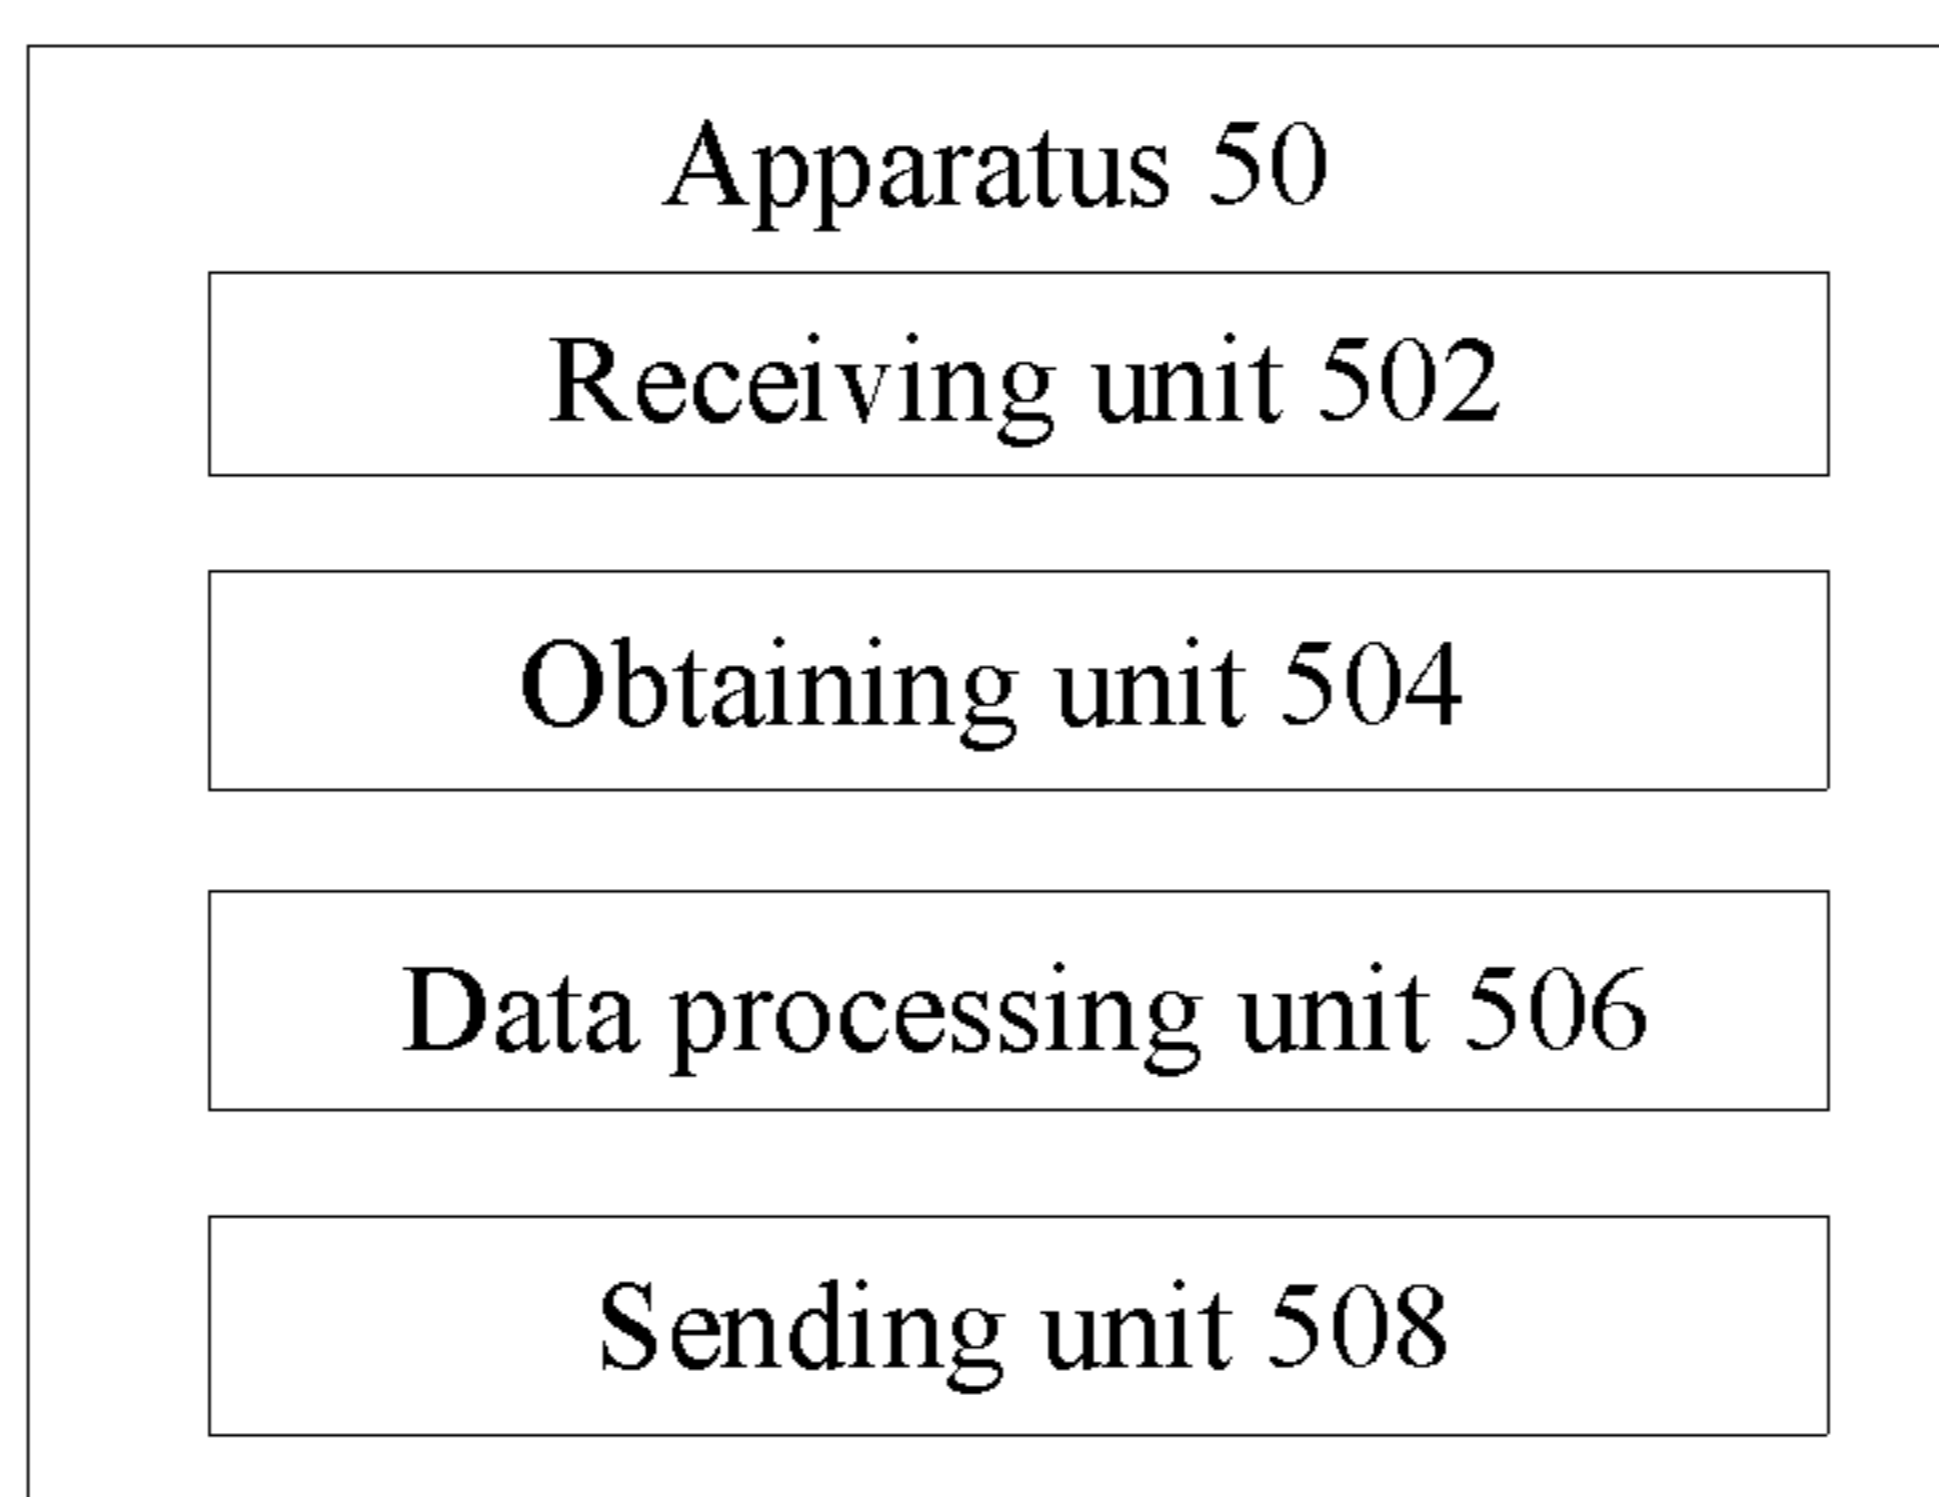 Apparatus 50
Receiving unit 502
Obtaining unit 504
Data processing unit 506
Sending unit 508